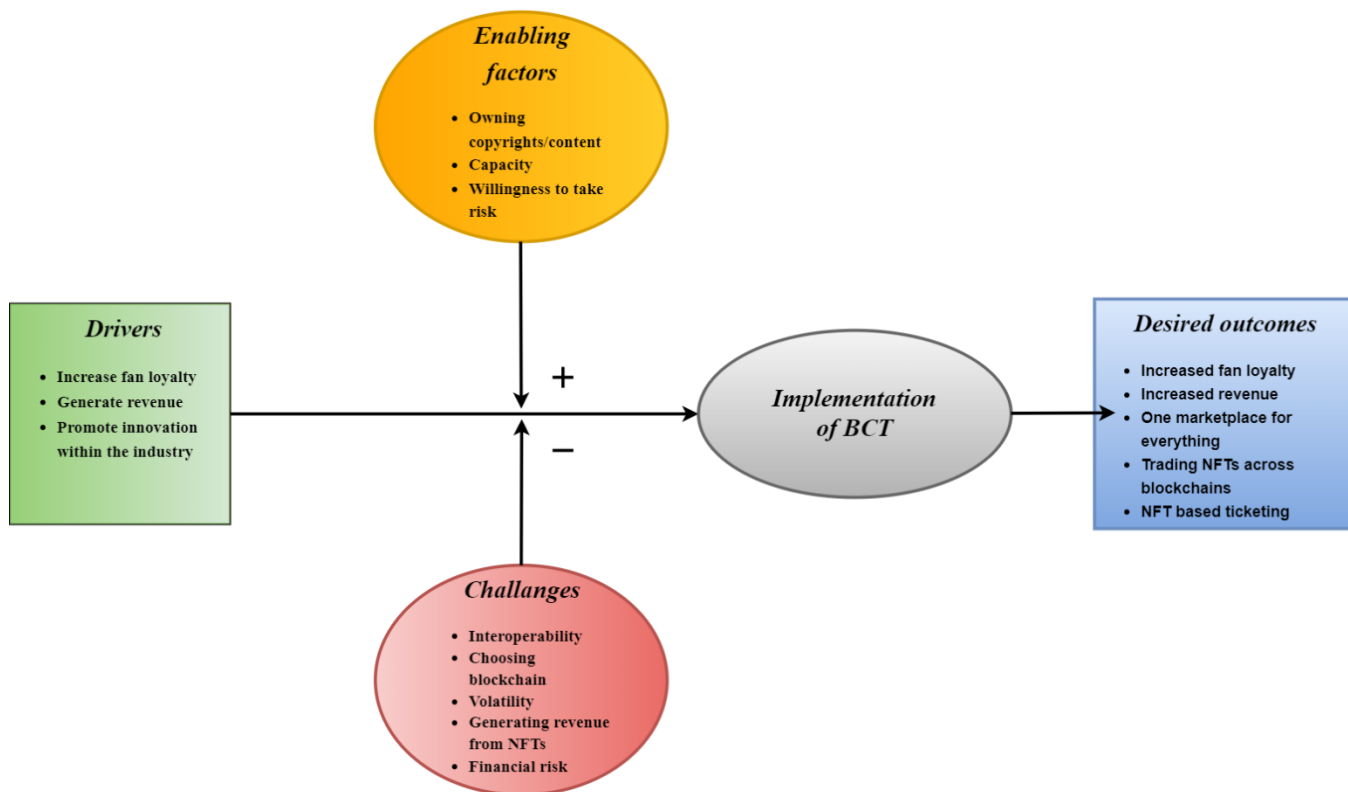 Enabling
factors
• Owning
copyrights/content
• Capacity
• Willingness to take
risk
Drivers
• Increase fan loyalty
• Generate revenue
• Promote innovation
within the industry
+
−
Implementation
of BCT
Desired outcomes
• Increased fan loyalty
• Increased revenue
• One marketplace for
everything
• Trading NFTs across
blockchains
• NFT based ticketing
Challanges
• Interoperability
• Choosing
blockchain
• Volatility
• Generating revenue
from NFTs
• Financial risk